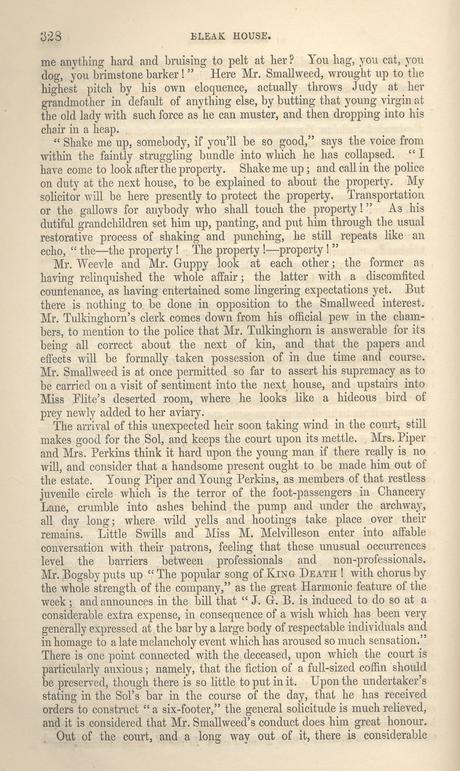 328 BLEAK HOUSE.
me anything hard and bruising to pelt at her? You hag, you cat, you
dog, you brimstone barker!" Here Mr. Smallweed, wrought up to the
highest pitch by his own eloquence, actually throws Judy at her
grandmother in default of anything else, by butting that young virgin at
the old lady with such force as he can muster, and then dropping into his
chair in a heap.
"Shake me up, somebody, if you'll be so good," says the voice from
within the faintly struggling bundle into which he has collapsed. "I
have come to look after the property. Shake me up; and call in the police
on duty at the next house, to be explained to about the property. My
solicitor will be here presently to protect the property. Transportation
or the gallows for anybody who shall touch the property!" As his
dutiful grandchildren set him up, panting, and put him through the usual
restorative process of shaking and punching, he still repeats like an
echo, "the—the property! The property!—property!"
Mr. Weevle and Mr. Guppy look at each other; the former as
having relinquished the whole affair; the latter with a discomfited
countenance, as having entertained some lingering expectations yet. But
there is nothing to be done in opposition to the Smallweed interest.
Mr. Tulkinghorn's clerk comes down from his official pew in the cham-
bers, to mention to the police that Mr. Tulkinghorn is answerable for its
being all correct about the next of kin, and that the papers and
effects will be formally taken possession of in due time and course.
Mr. Smallweed is at once permitted so far to assert his supremacy as to
be carried on a visit of sentiment into the next house, and upstairs into
Miss Flite's deserted room, where he looks like a hideous bird of
prey newly added to her aviary.
The arrival of this unexpected heir soon taking wind in the court, still
makes good for the Sol, and keeps the court upon its mettle. Mrs. Piper
and Mrs. Perkins think it hard upon the young man if there really is no
will, and consider that a handsome present ought to be made him out of
the estate. Young Piper and Young Perkins, as members of that restless
juvenile circle which is the terror of the foot-passengers in Chancery
Lane, crumble into ashes behind the pump and under the archway,
all day long; where wild yells and hootings take place over their
remains. Little Swills and Miss M. Melvilleson enter into affable
conversation with their patrons, feeling that these unusual occurrences
level the barriers between professionals and non-professionals.
Mr. Bogsby puts up "The popular song of KING DEATH! with chorus by
the whole strength of the company," as the great Harmonic feature of the
week; and announces in the bill that "J. G. B. is induced to do so at a
considerable extra expense, in consequence of a wish which has been very
generally expressed at the bar by a large body of respectable individuals and
in homage to a late melancholy event which has aroused so much sensation."
There is one point connected with the deceased, upon which the court is
particularly anxious; namely, that the fiction of a full-sized coffin should
be preserved, though there is so little to put in it. Upon the undertaker's
stating in the Sol's bar in the course of the day, that he has received
orders to construct "a six-footer," the general solicitude is much relieved,
and it is considered that Mr. Smallweed's conduct does him great honour.
Out of the court, and a long way out of it, there is considerable